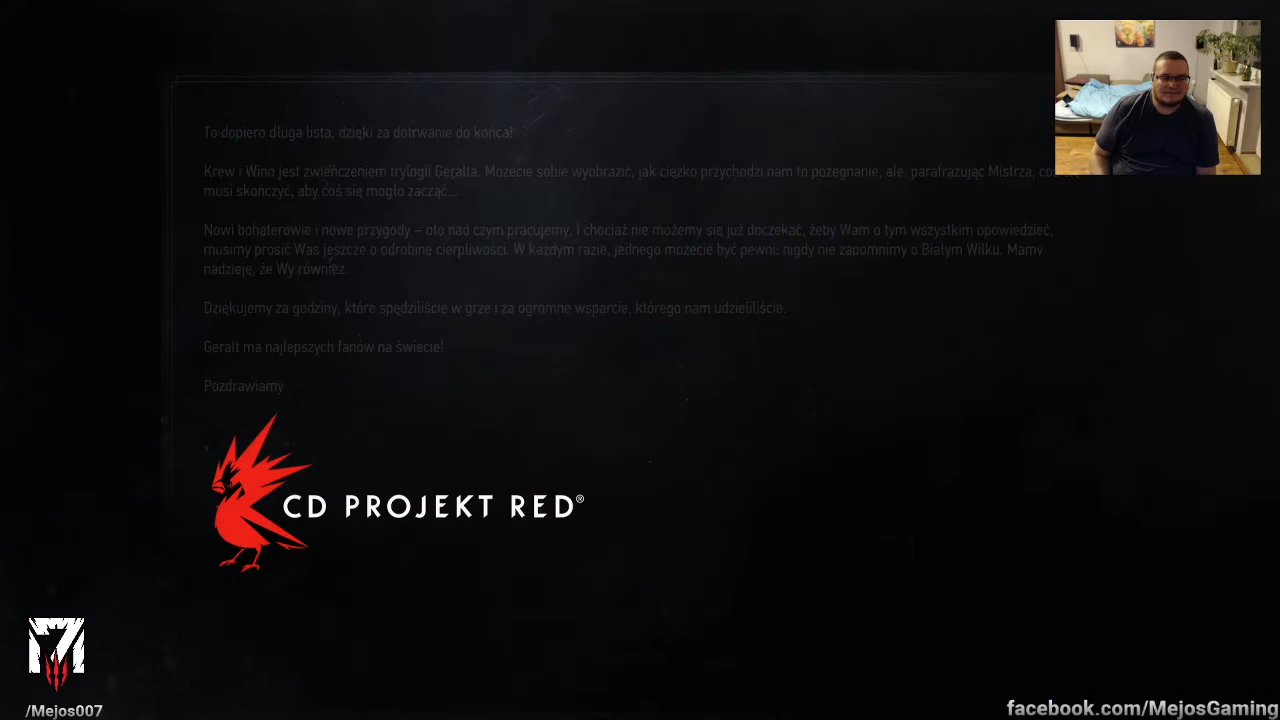 To dopiero długa lista, dzięki za dotrwanie do końca!
Krew i Wino jest zwieńczeniem trylogii Geralta. Możecie sobie wyobrazić, jak ciężko przychodzi nam to pożegnanie, ale, parafrazując Mistrza, coś
musi skończyć, aby coś się mogło zacząć...
Nowi bohaterowie i nowe przygody – oto nad czym pracujemy. I chociaż nie możemy się już doczekać, żeby Wam o tym wszystkim opowiedzieć,
musimy prosić Was jeszcze o odrobinę cierpliwości. W każdym razie, jednego możecie być pewni: nigdy nie zapomnimy o Białym Wilku. Mamy
nadzieję, że Wy również.
Dziękujemy za godziny, które spędziliście w grze i za ogromne wsparcie, którego nam udzieliliście.
Geralt ma najlepszych fanów na świecie!
Pozdrawiamy
CD PROJEKT RED®
/Mejos007
facebook.com/MejosGaming